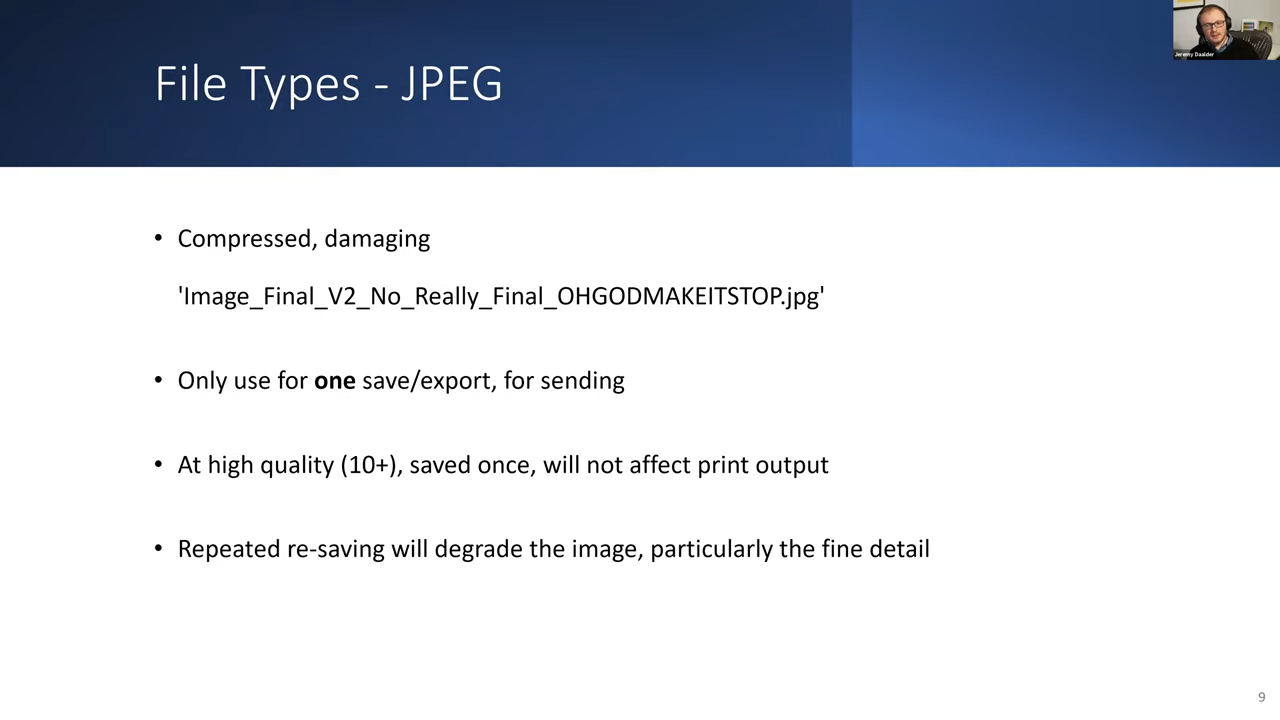 Jeremy Daalder
File Types - JPEG
• Compressed, damaging
'Image_Final_V2_No_Really_Final_OHGODMAKEITSTOP.jpg'
• Only use for one save/export, for sending
• At high quality (10+), saved once, will not affect print output
• Repeated re-saving will degrade the image, particularly the fine detail
9